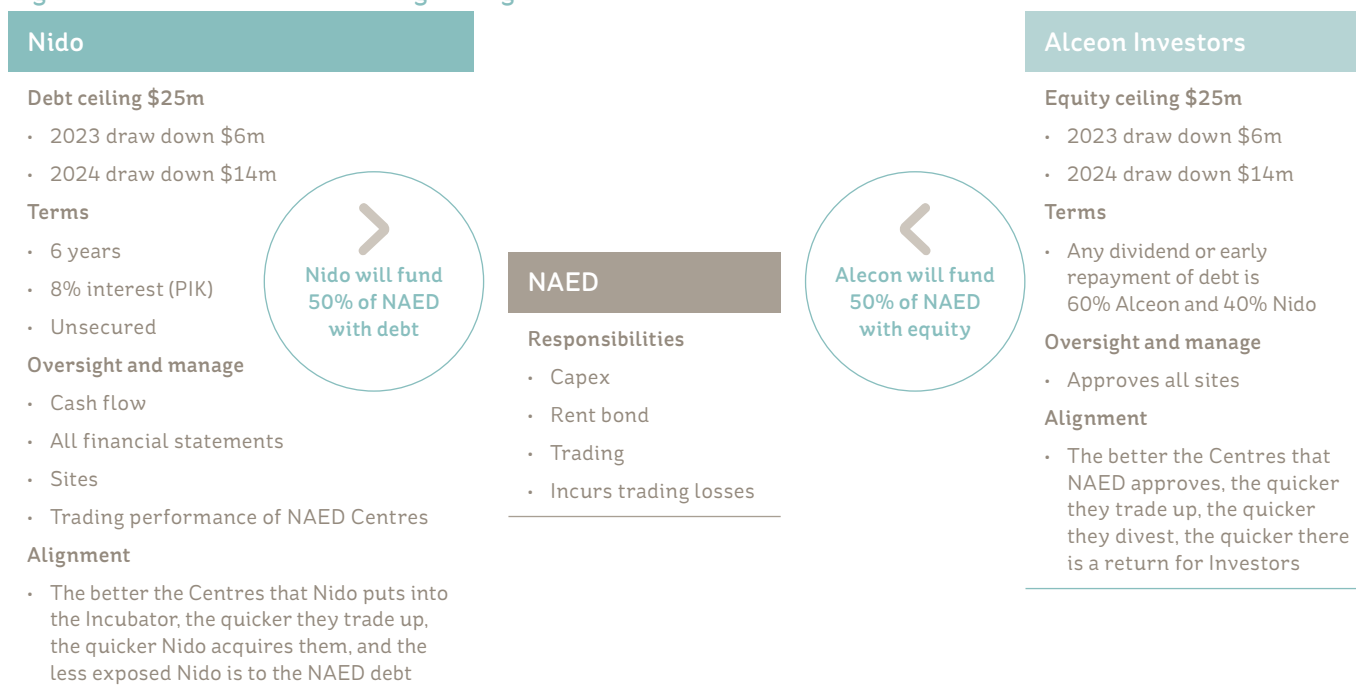 Nido
Debt ceiling $25m
• 2023 draw down $6m
• 2024 draw down $14m
Terms
• 6 years
• 8% interest (PIK)
• Unsecured
Oversight and manage
• Cash flow
• All financial statements
• Sites
• Trading performance of NAED Centres
Alignment
• The better the Centres that Nido puts into
the Incubator, the quicker they trade up,
the quicker Nido acquires them, and the
less exposed Nido is to the NAED debt
Nido will fund
50% of NAED
with debt
NAED
Responsibilities
• Capex
• Rent bond
• Trading
• Incurs trading losses
Alecon will fund
50% of NAED
with equity
Alceon Investors
Equity ceiling $25m
• 2023 draw down $6m
• 2024 draw down $14m
Terms
• Any dividend or early
repayment of debt is
60% Alceon and 40% Nido
Oversight and manage
• Approves all sites
Alignment
• The better the Centres that
NAED approves, the quicker
they trade up, the quicker
they divest, the quicker there
is a return for Investors